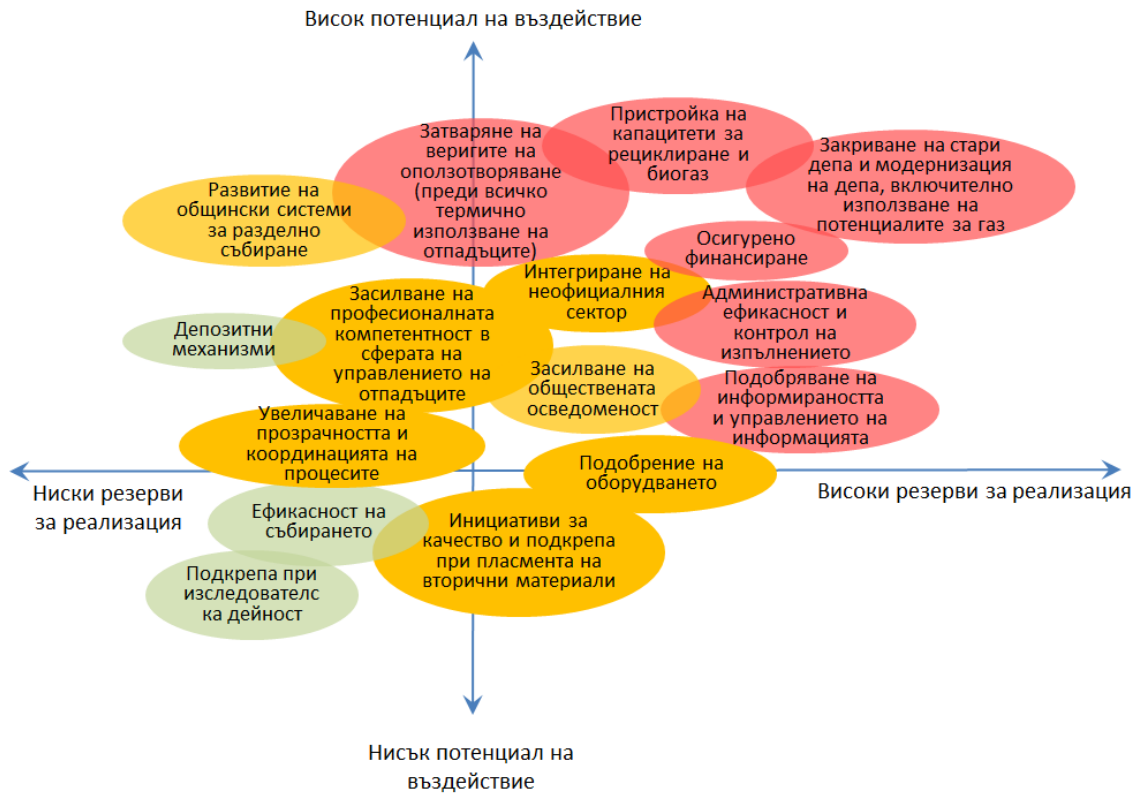 Висок потенциал на въздействие
Пристройка на
капацитети за
рециклиране и
биогаз
Затваряне на
веригите на
оползотворяване
(преди всичко
термично
използване на
отпадъците)
Закриване на стари
депа и модернизация
на депа, включително
използване на
потенциалите за газ
Развитие на
общински системи
за разделно
събиране
Осигурено
финансиране
Интегриране на
неофициалния
сектор
Засилване на
професионалната
компетентност в
сферата на
управлението на
отпадъците
Административна
ефикасност и
контрол на
изпълнението
Депозитни
механизми
Засилване на
обществената
осведоменост
Подобряване на
информираността
и управлението на
информацията
Увеличаване на
прозрачността и
координацията на
процесите
Подобрение на
оборудването
Ниски резерви
за реализация
Високи резерви за реализация
Ефикасност на
събирането
Инициативи за
качество и подкрепа
при пласмента на
вторични материали
Подкрепа при
изследователс
ка дейност
Нисък потенциал на
въздействие